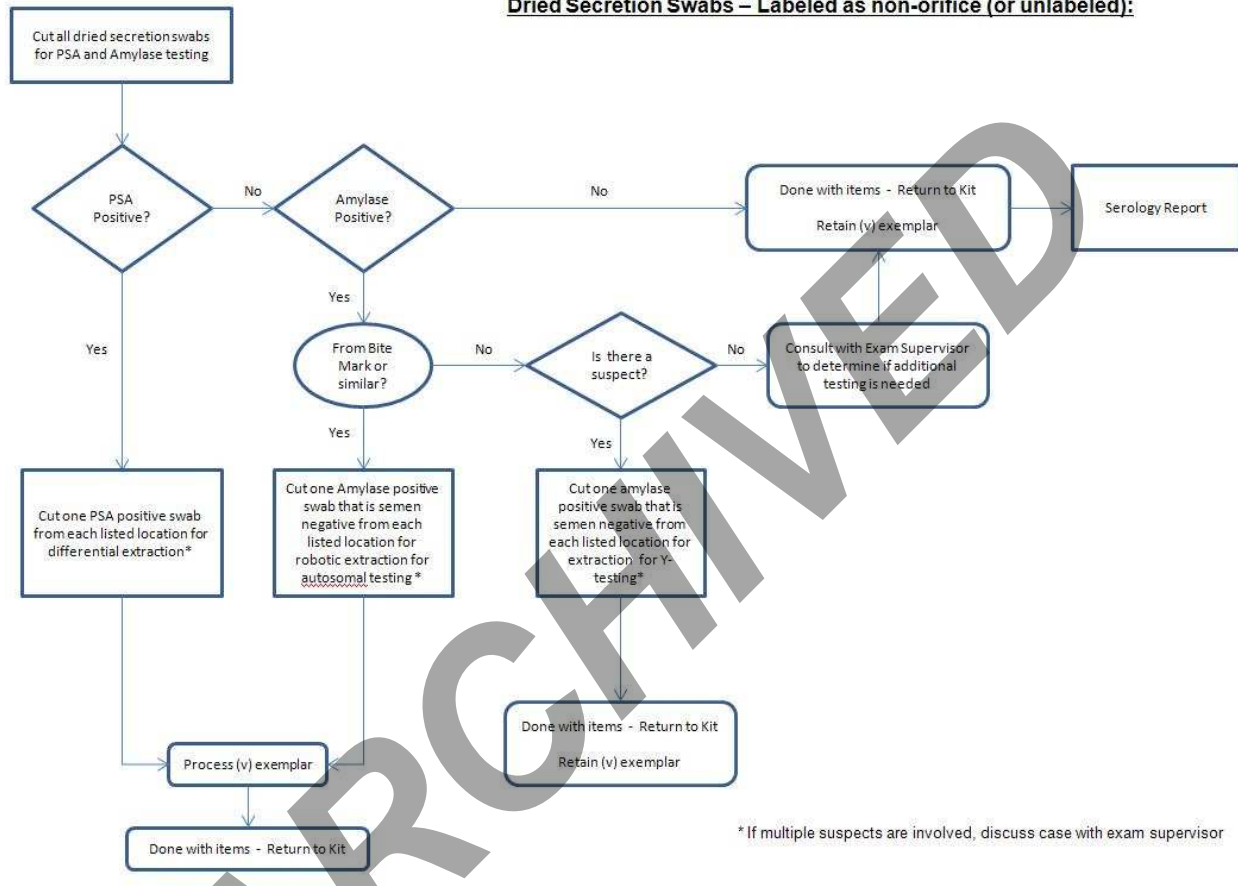 Dried Secretion Swabs – Labeled as non-orifice (or unlabeled):
Cut all dried secretion swabs
for PSA and Amylase testing
PSA
Positive?
No
Amylase
Positive?
No
Done with items - Return to Kit
Retain (v) exemplar
Serology Report
Yes
Yes
From Bite
Mark or
similar?
No
Is there a
suspect?
No
Consult with Exam Supervisor
to determine if additional
testing is needed
Yes
Yes
Cut one PSA positive swab
from each listed location for
differential extraction*
Cut one Amylase positive
swab that is semen
negative from each
listed location for
robotic extraction for
autosomal testing *
Cut one amylase
positive swab that is
semen negative from
each listed location for
extraction for Y-
testing*
Done with items - Return to Kit
Retain (v) exemplar
Process (v) exemplar
Done with items - Return to Kit
* If multiple suspects are involved, discuss case with exam supervisor
ARCHIVED